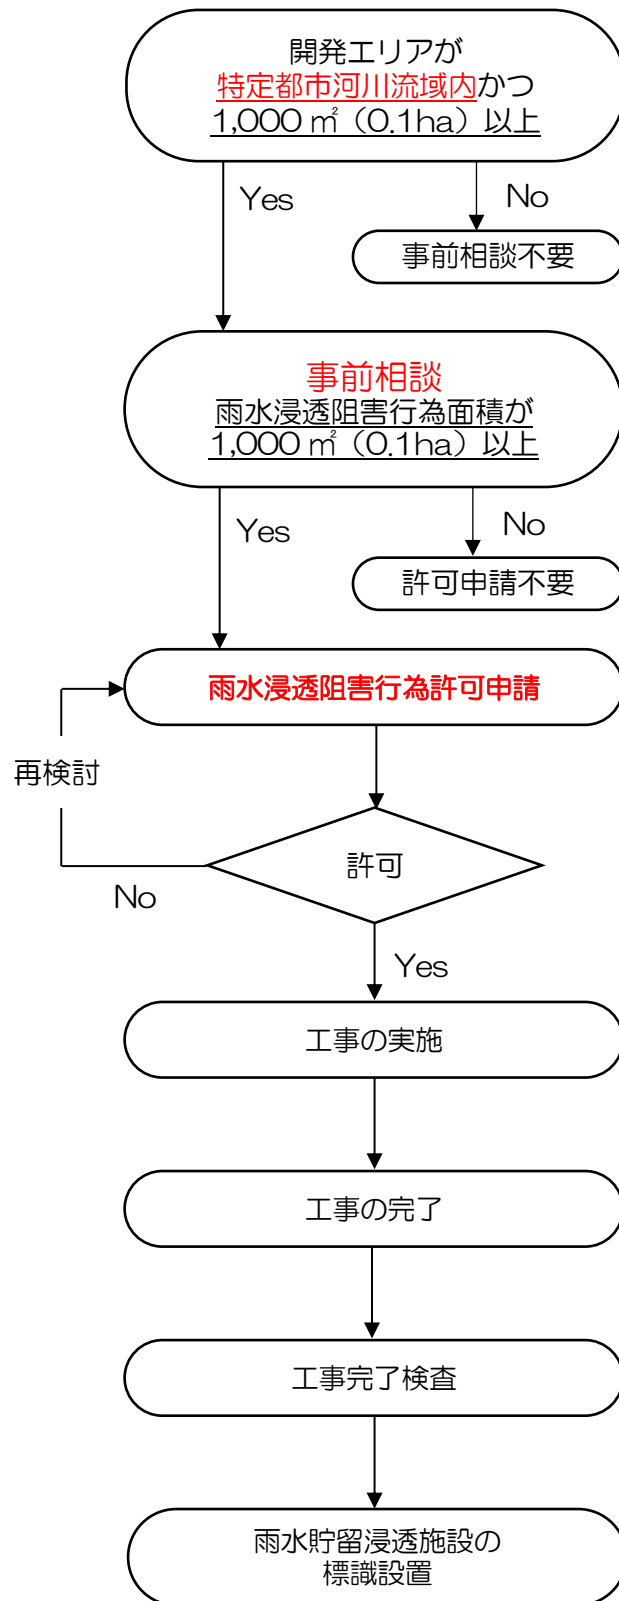 開発エリアが
特定都市河川流域内かつ
1,000㎡（0.1ha）以上
Yes
No
事前相談不要
事前相談
雨水浸透阻害行為面積が
1,000㎡（0.1ha）以上
Yes
No
許可申請不要
雨水浸透阻害行為許可申請
再検討
許可
No
Yes
工事の実施
工事の完了
工事完了検査
雨水貯留浸透施設の
標識設置